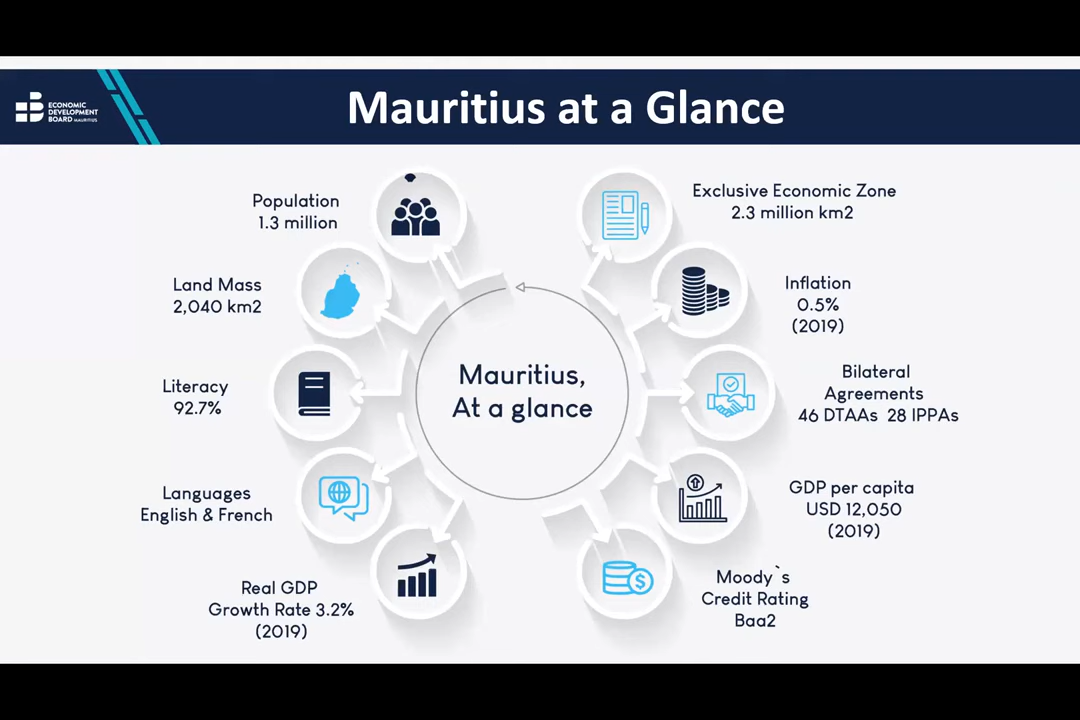 ECONOMIC
DEVELOPMENT
BOARD MAURITIUS
Mauritius at a Glance
Population
1.3 million
Land Mass
2,040 km2
Literacy
92.7%
Languages
English & French
Real GDP
Growth Rate 3.2%
(2019)
Mauritius,
At a glance
Exclusive Economic Zone
2.3 million km2
Inflation
0.5%
(2019)
Bilateral
Agreements
46 DTAAs 28 IPPAs
GDP per capita
USD 12,050
(2019)
Moody`s
Credit Rating
Baa2